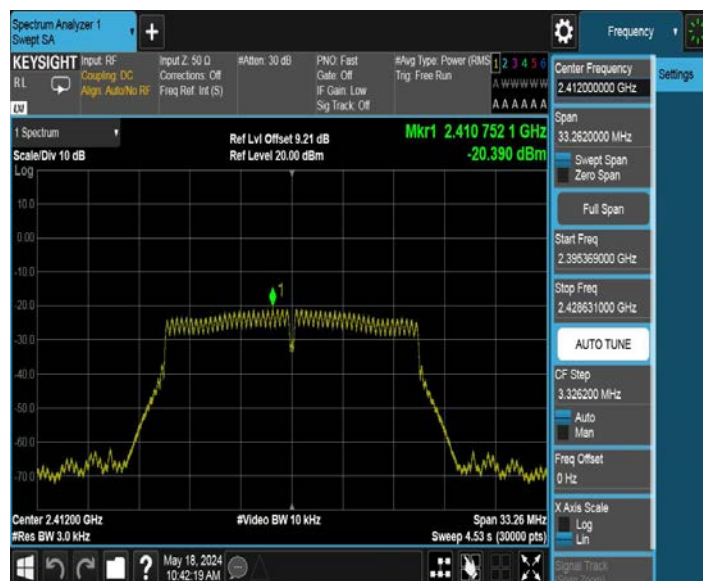 Spectrum Analyzer 1
Swept SA
+
Frequency
KEYSIGHT
RL
Input: RF
Coupling: DC
Align: Auto/No RF
Input Z: 50 Ω
Corrections: Off
Freq Ref: Int (S)
#Atten: 30 dB
PNO: Fast
Gate: Off
IF Gain: Low
Sig Track: Off
#Avg Type: Power (RMS
Trig: Free Run
1 2 3 4 5 6
A W W W W W
A A A A A A
1 Spectrum
Scale/Div 10 dB
Log
Ref Lvl Offset 9.21 dB
Ref Level 20.00 dBm
Mkr1 2.410 752 1 GHz
-20.390 dBm
10.0
0.00
-10.0
-20.0
-30.0
-40.0
-50.0
-60.0
-70.0
1
Center 2.41200 GHz
#Res BW 3.0 kHz
#Video BW 10 kHz
Span 33.26 MHz
Sweep 4.53 s (30000 pts)
Center Frequency
2.412000000 GHz
Settings
Span
33.2620000 MHz
Swept Span
Zero Span
Full Span
Start Freq
2.395369000 GHz
Stop Freq
2.428631000 GHz
AUTO TUNE
CF Step
3.326200 MHz
Auto
Man
Freq Offset
0 Hz
X Axis Scale
Log
Lin
Signal Track
?
May 18, 2024
10:42:19 AM